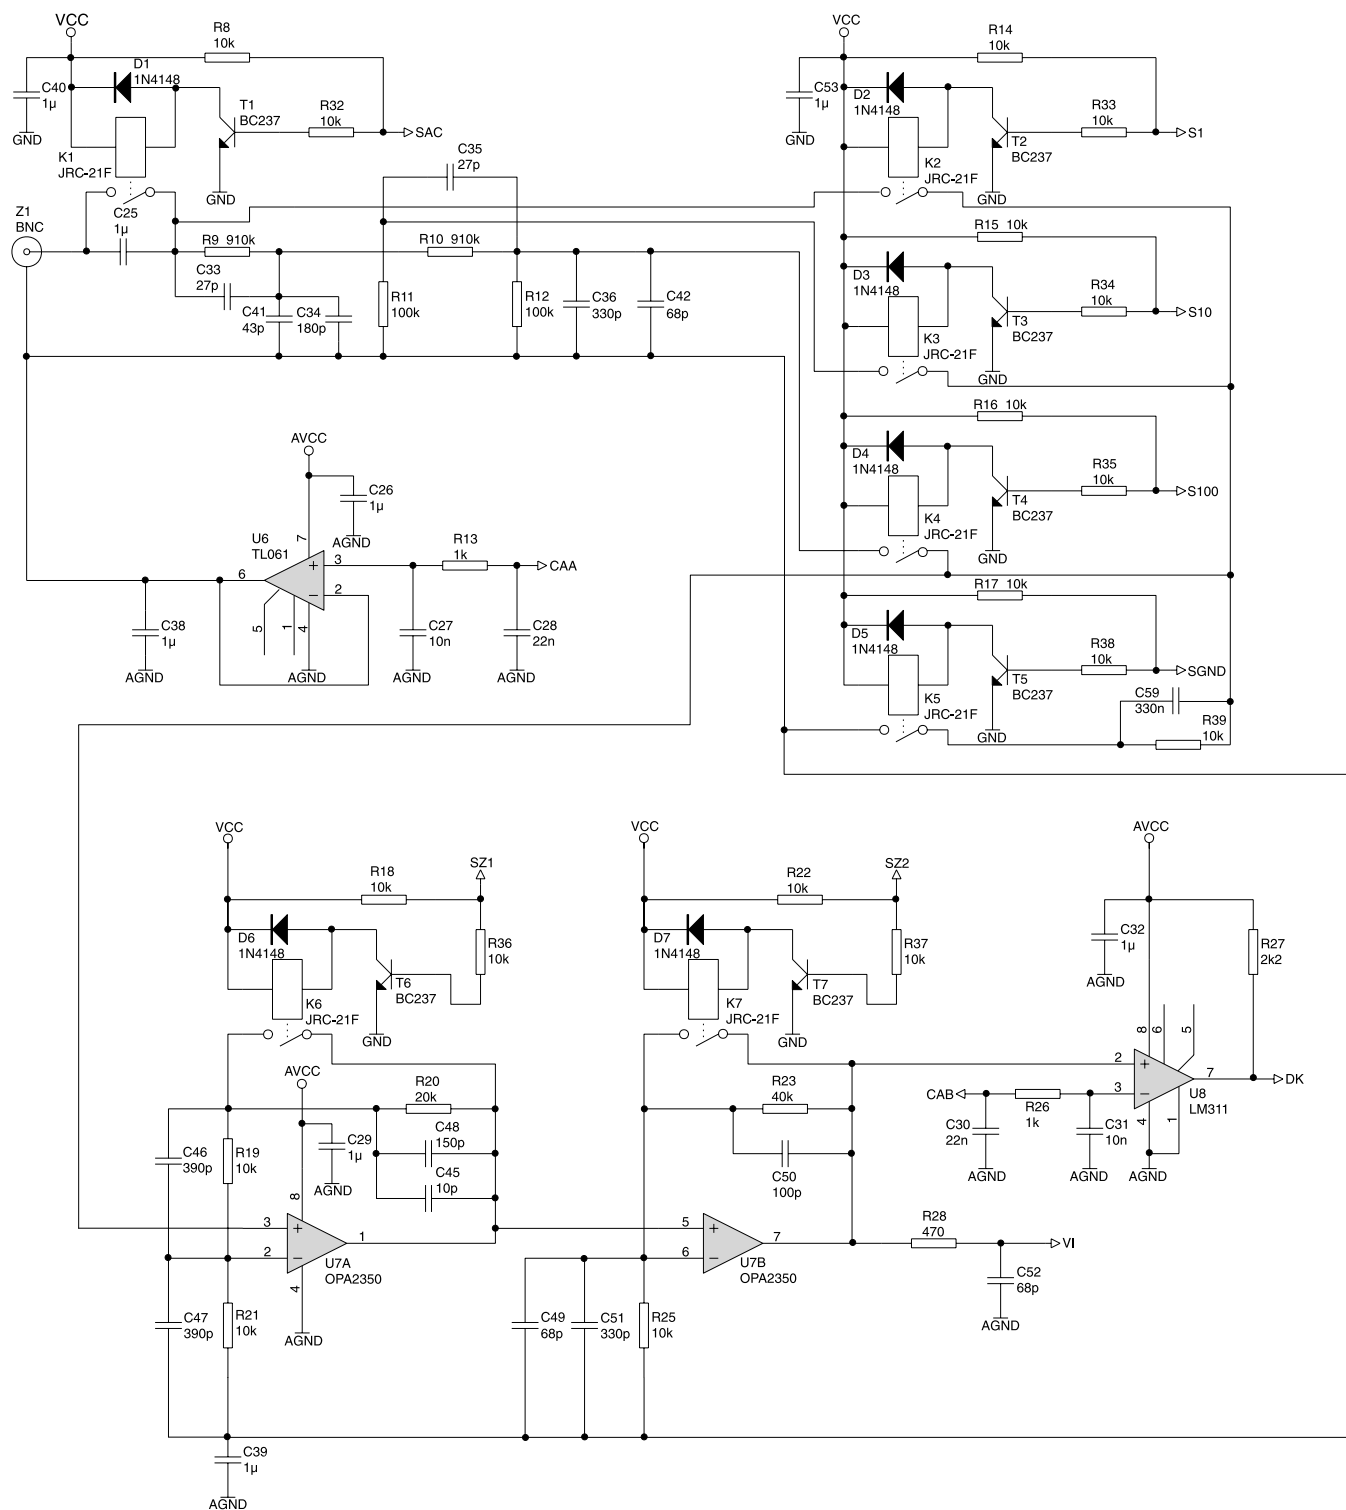 VCC
R8
10k
D1
1N4148
C40
1µ
GND
T1
BC237
R32
10k
SAC
K1
JRC-21F
GND
C35
27p
Z1
BNC
C25
1µ
R9 910k
R10 910k
C33
27p
C41
43p
C34
180p
R11
100k
R12
100k
C36
330p
C42
68p
VCC
R14
10k
C53
1µ
GND
D2
1N4148
R33
10k
S1
T2
BC237
K2
JRC-21F
GND
R15 10k
D3
1N4148
R34
10k
S10
T3
BC237
K3
JRC-21F
GND
R16 10k
D4
1N4148
R35
10k
S100
T4
BC237
K4
JRC-21F
GND
R17 10k
D5
1N4148
R38
10k
SGND
T5
BC237
K5
JRC-21F
GND
C59
330n
R39
10k
AVCC
C26
1µ
AGND
U6
TL061
7
+
3
R13
1k
CAA
6
–
2
5
1
4
C38
1µ
AGND
AGND
C27
10n
AGND
C28
22n
AGND
VCC
R18
10k
SZ1
D6
1N4148
R36
10k
T6
BC237
K6
JRC-21F
GND
AVCC
R20
20k
C29
1µ
AGND
C48
150p
C45
10p
C46
390p
R19
10k
8
3
+
1
2
–
U7A
OPA2350
4
AGND
C47
390p
R21
10k
C39
1µ
AGND
VCC
R22
10k
SZ2
D7
1N4148
R37
10k
T7
BC237
K7
JRC-21F
GND
R23
40k
C50
100p
5
+
7
6
–
U7B
OPA2350
C49
68p
C51
330p
R25
10k
R28
470
VI
C52
68p
AGND
AVCC
C32
1µ
AGND
R27
2k2
8
6
5
2
+
7
DK
3
–
U8
LM311
CAB
R26
1k
C30
22n
AGND
C31
10n
AGND
4
1
AGND